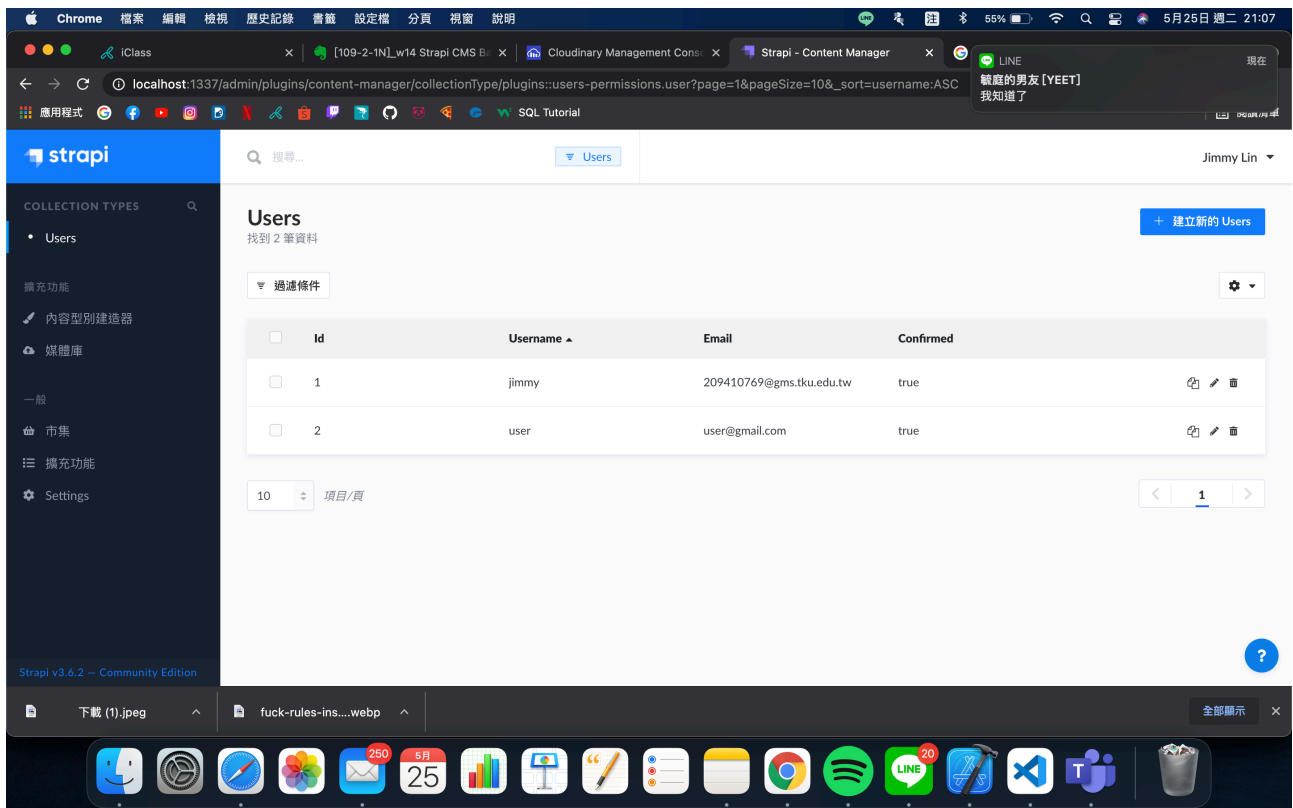 Chrome 檔案 編輯 檢視 歷史記錄 書籤 設定檔 分頁 視窗 說明 注 55% 5月25日 週二 21:07
iClass [109-2-1N]_w14 Strapi CMS Cloudinary Management Conso Strapi - Content Manager
LINE 現在
毓庭的男友 [YEET]
我知道了
localhost:1337/admin/plugins/content-manager/collectionType/plugins::users-permissions.user?page=1&pageSize=10&_sort=username:ASC
應用程式 SQL Tutorial 閱讀清單
strapi 搜尋... Users Jimmy Lin
COLLECTION TYPES
Users
擴充功能
內容型別建造器
媒體庫
一般
市集
擴充功能
Settings
Strapi v3.6.2 — Community Edition
Users
找到 2 筆資料
建立新的 Users
過濾條件
Id Username Email Confirmed
1 jimmy 209410769@gms.tku.edu.tw true
2 user user@gmail.com true
10 項目/頁 1
?
下載 (1).jpeg fuck-rules-ins....webp 全部顯示
250 5月 25 LINE 20 T